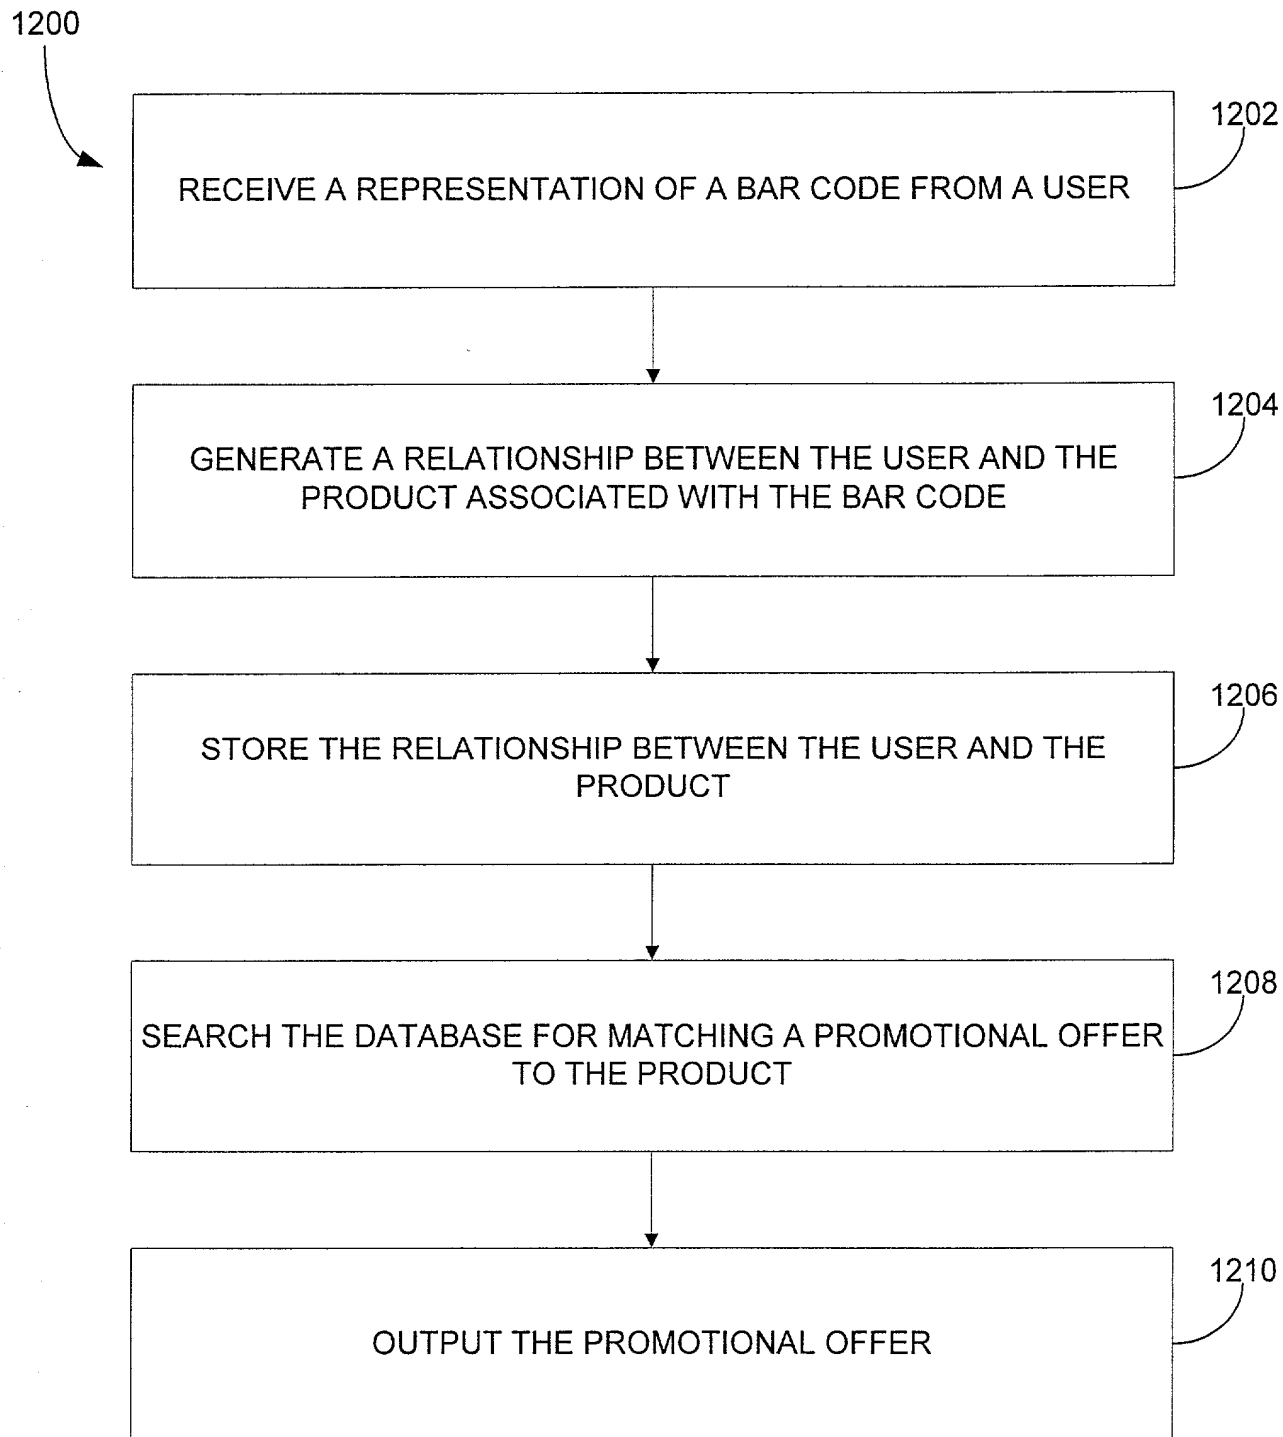 1200
1202
RECEIVE A REPRESENTATION OF A BAR CODE FROM A USER
1204
GENERATE A RELATIONSHIP BETWEEN THE USER AND THE
PRODUCT ASSOCIATED WITH THE BAR CODE
1206
STORE THE RELATIONSHIP BETWEEN THE USER AND THE
PRODUCT
1208
SEARCH THE DATABASE FOR MATCHING A PROMOTIONAL OFFER
TO THE PRODUCT
1210
OUTPUT THE PROMOTIONAL OFFER